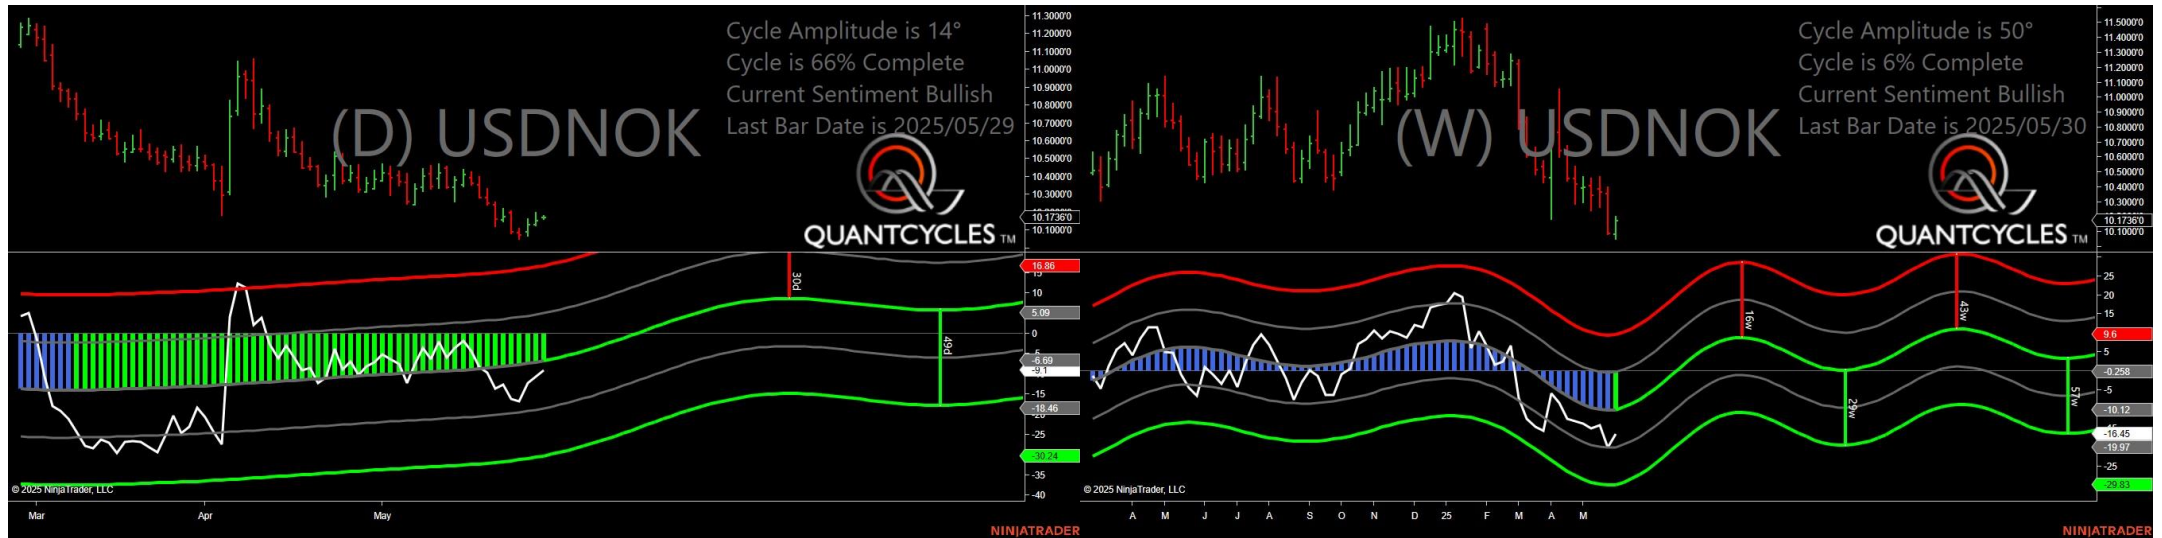 (D) USDNOK
Cycle Amplitude is 14°
Cycle is 66% Complete
Current Sentiment Bullish
Last Bar Date is 2025/05/29
QUANTCYCLES TM
11.3000'0
11.2000'0
11.1000'0
11.0000'0
10.9000'0
10.8000'0
10.7000'0
10.6000'0
10.5000'0
10.4000'0
10.3000'0
10.1736'0
10.1000'0
30d
49d
16.86
15
10
5.09
0
-6.69
-9.1
-15
-18.46
-25
-30.24
-35
-40
© 2025 NinjaTrader, LLC
Mar
Apr
May
NINJATRADER
(W) USDNOK
Cycle Amplitude is 50°
Cycle is 6% Complete
Current Sentiment Bullish
Last Bar Date is 2025/05/30
QUANTCYCLES TM
11.5000'0
11.4000'0
11.3000'0
11.2000'0
11.1000'0
11.0000'0
10.9000'0
10.8000'0
10.7000'0
10.6000'0
10.5000'0
10.4000'0
10.3000'0
10.1736'0
10.1000'0
16w
29w
43w
57w
25
20
15
9.6
5
-0.258
-5
-10.12
-16.45
-19.97
-25
-29.83
© 2025 NinjaTrader, LLC
A
M
J
J
A
S
O
N
D
25
F
M
A
M
NINJATRADER